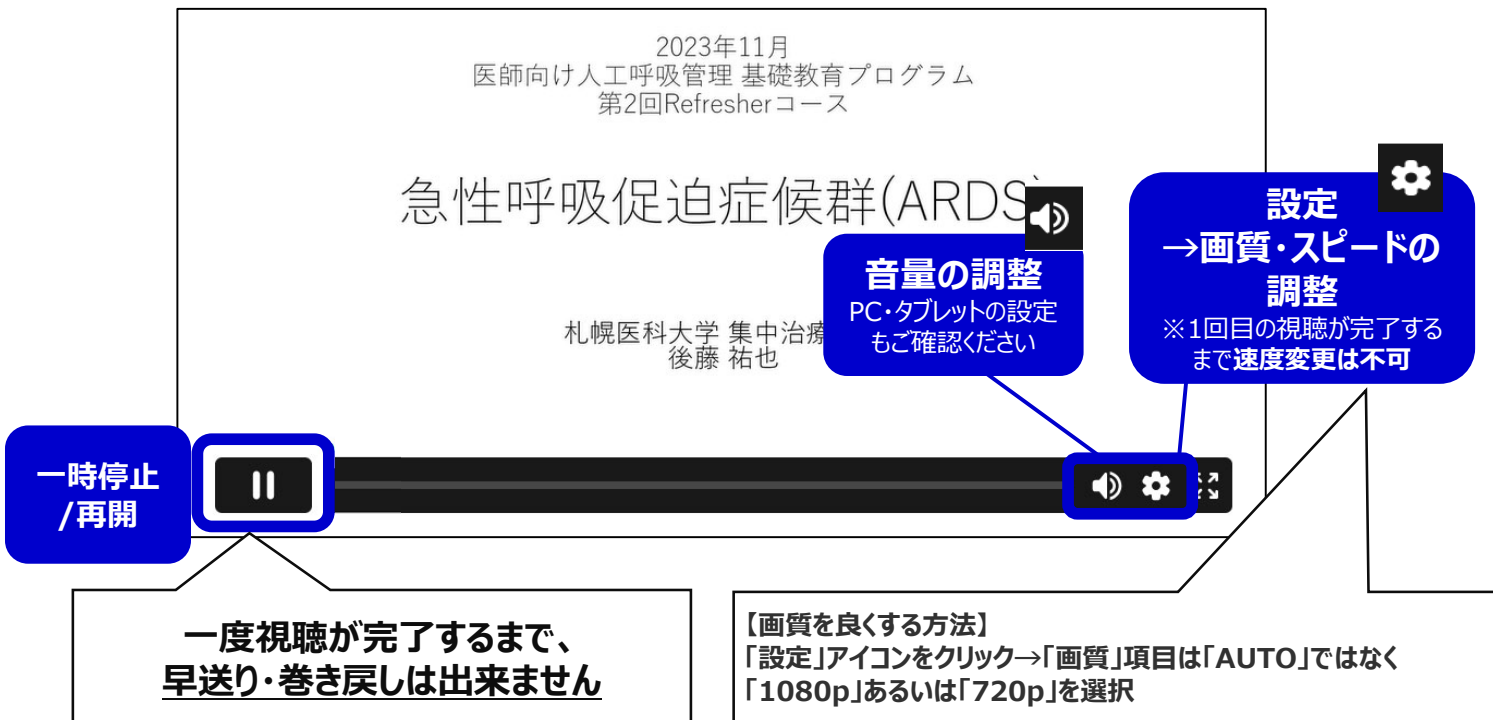 2023年11月
医師向け人工呼吸管理 基礎教育プログラム
第2回Refresherコース
急性呼吸促迫症候群(ARDS)
札幌医科大学 集中治療
後藤 祐也
音量の調整
PC・タブレットの設定
もご確認ください
設定
→画質・スピードの
調整
※1回目の視聴が完了する
まで速度変更は不可
一時停止
/再開
一度視聴が完了するまで、
早送り・巻き戻しは出来ません
【画質を良くする方法】
「設定」アイコンをクリック→「画質」項目は「AUTO」ではなく
「1080p」あるいは「720p」を選択